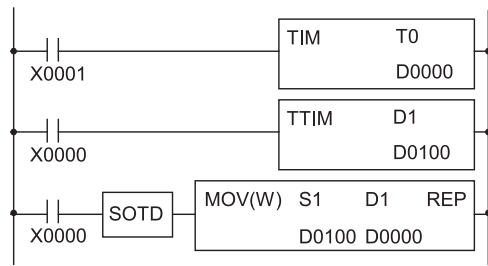 TIM T0
X0001
D0000
TTIM D1
X0000
D0100
SOTD
MOV(W) S1 D1 REP
X0000
D0100 D0000